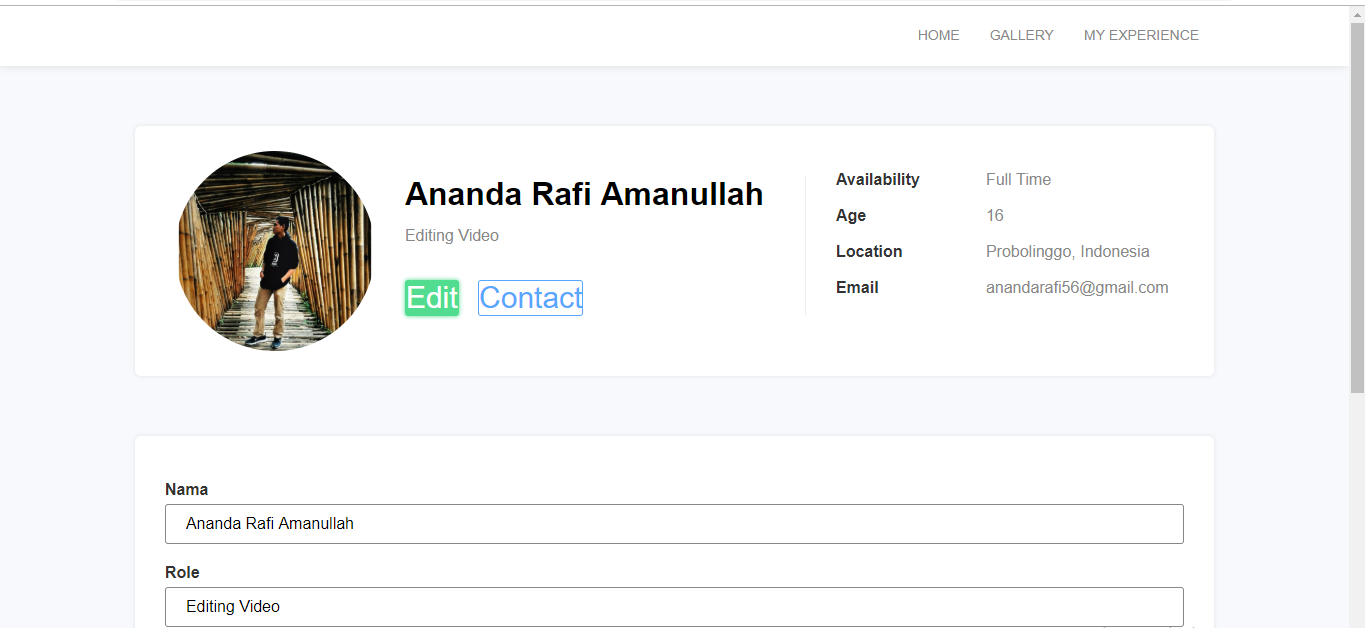 HOME GALLERY MY EXPERIENCE
Ananda Rafi Amanullah
Editing Video
Edit Contact
Availability Full Time
Age 16
Location Probolinggo, Indonesia
Email anandarafi56@gmail.com
Nama
Ananda Rafi Amanullah
Role
Editing Video